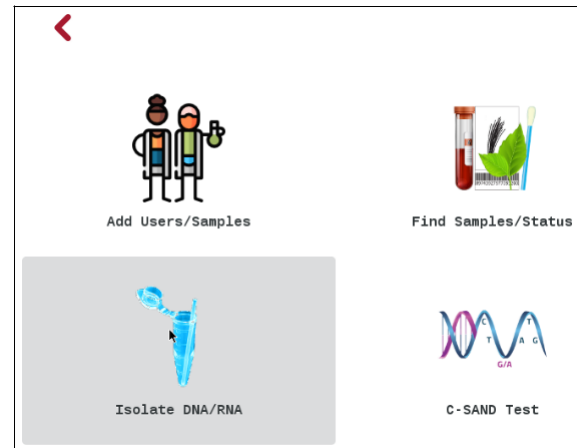 Add Users/Samples
Find Samples/Status
Isolate DNA/RNA
C
T
T
A
G
G/A
C-SAND Test